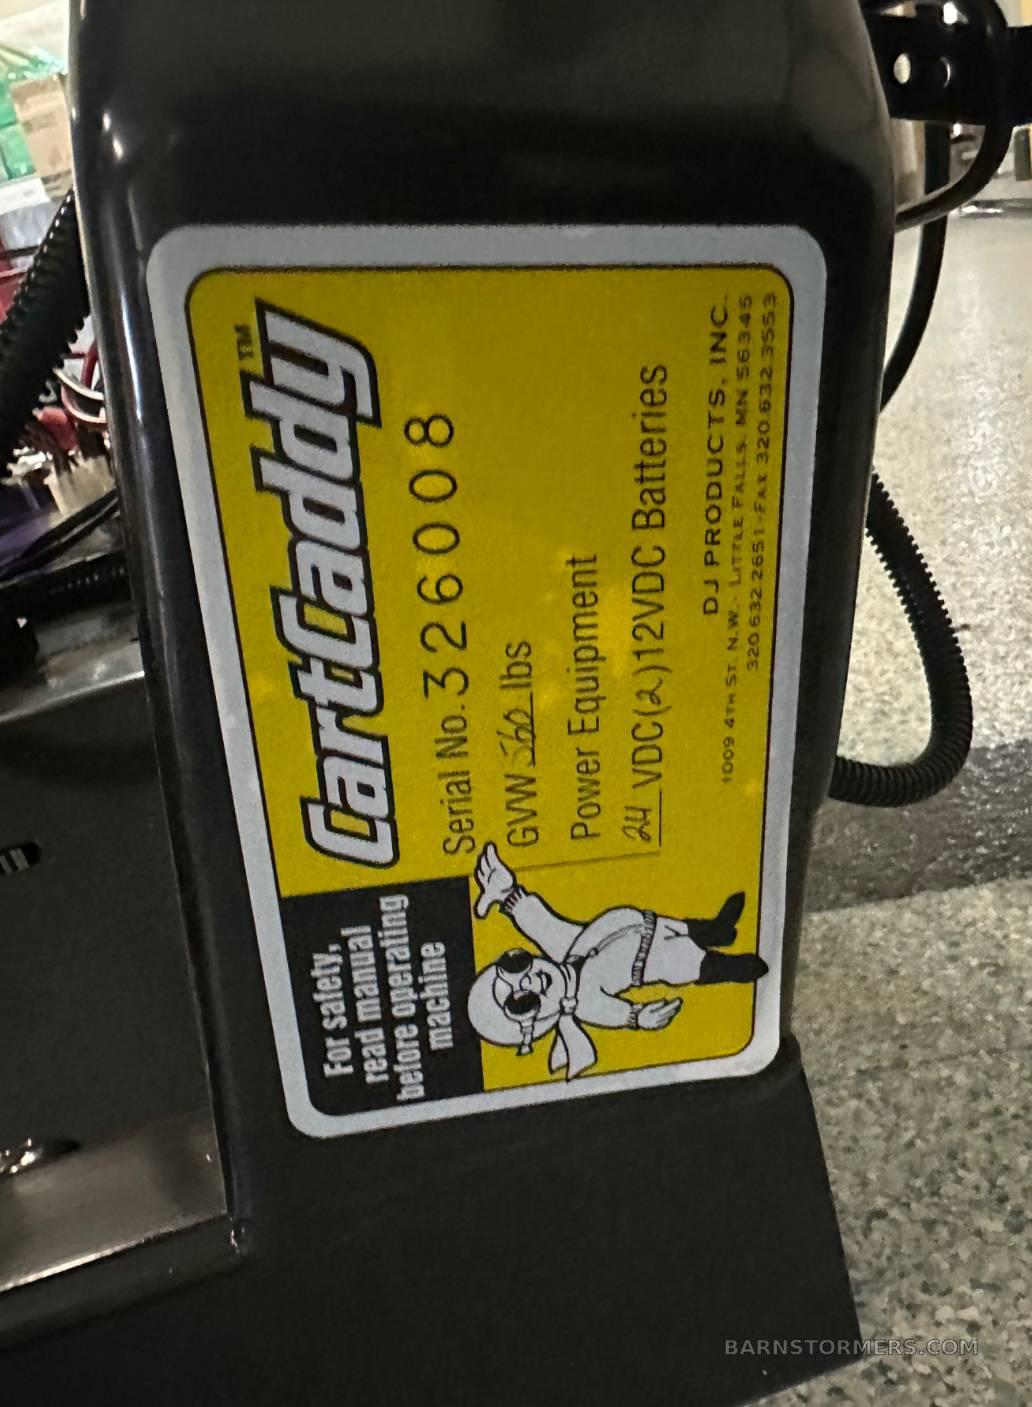 CartCaddy™
For safety,
read manual
before operating
machine
Serial No. 326008
GVW 560 lbs
Power Equipment
24 VDC(2)12VDC Batteries
DJ PRODUCTS, INC.
1009 4TH ST. N.W. - LITTLE FALLS, MN 56345
320.632.2651-FAX 320.632.3553
BARNSTORMERS.COM